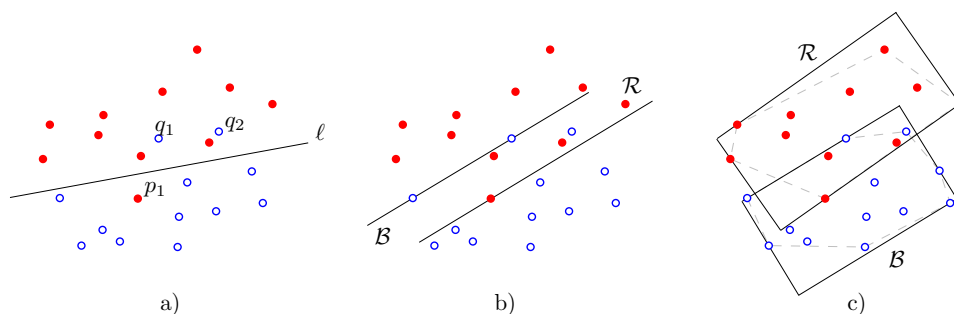 q₁
q₂
ℓ
p₁
a)
ℛ
ℬ
b)
ℛ
ℬ
c)